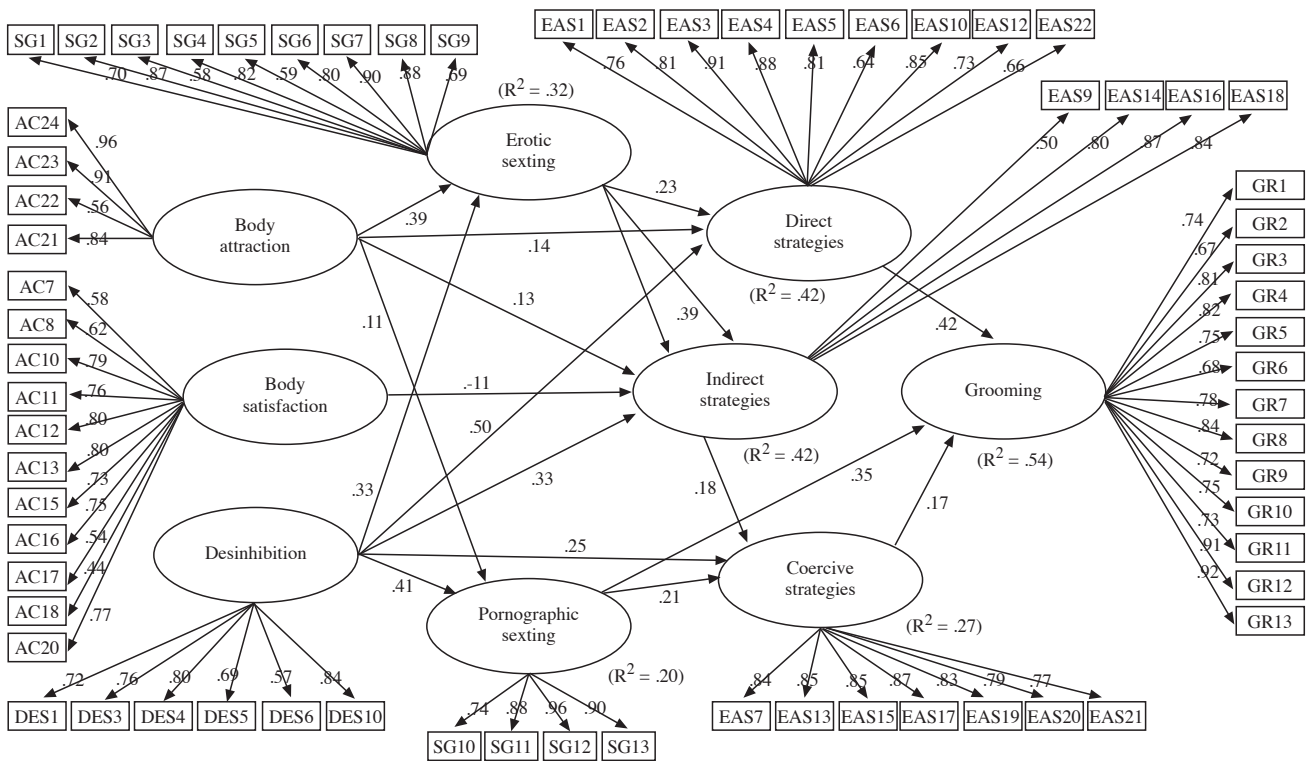 SG1 SG2 SG3 SG4 SG5 SG6 SG7 SG8 SG9
.70 .87 .58 .82 .59 .80 .90 .88 .69
EAS1 EAS2 EAS3 EAS4 EAS5 EAS6 EAS10 EAS12 EAS22
.76 .81 .91 .88 .81 .64 .85 .73 .66
EAS9 EAS14 EAS16 EAS18
.50 .80 .87 .84
(R² = .32)
Erotic
sexting
AC24
AC23
AC22
AC21
.96
.91
.56
.84
Body
attraction
.39
.14
.13
.11
.23
.39
Direct
strategies
(R² = .42)
AC7
AC8
AC10
AC11
AC12
AC13
AC15
AC16
AC17
AC18
AC20
.58
.62
.79
.76
.80
.80
.73
.75
.54
.44
.77
Body
satisfaction
.-11
Indirect
strategies
(R² = .42)
.42
Grooming
(R² = .54)
GR1
GR2
GR3
GR4
GR5
GR6
GR7
GR8
GR9
GR10
GR11
GR12
GR13
.74
.67
.81
.82
.75
.68
.78
.84
.72
.75
.73
.91
.92
Desinhibition
.33
.50
.33
.25
.41
.18
.35
.17
.21
Pornographic
sexting
(R² = .20)
Coercive
strategies
(R² = .27)
.72 .76 .80 .69 .57 .84
DES1 DES3 DES4 DES5 DES6 DES10
.74 .88 .96 .90
SG10 SG11 SG12 SG13
.84 .85 .85 .87 .83 .79 .77
EAS7 EAS13 EAS15 EAS17 EAS19 EAS20 EAS21